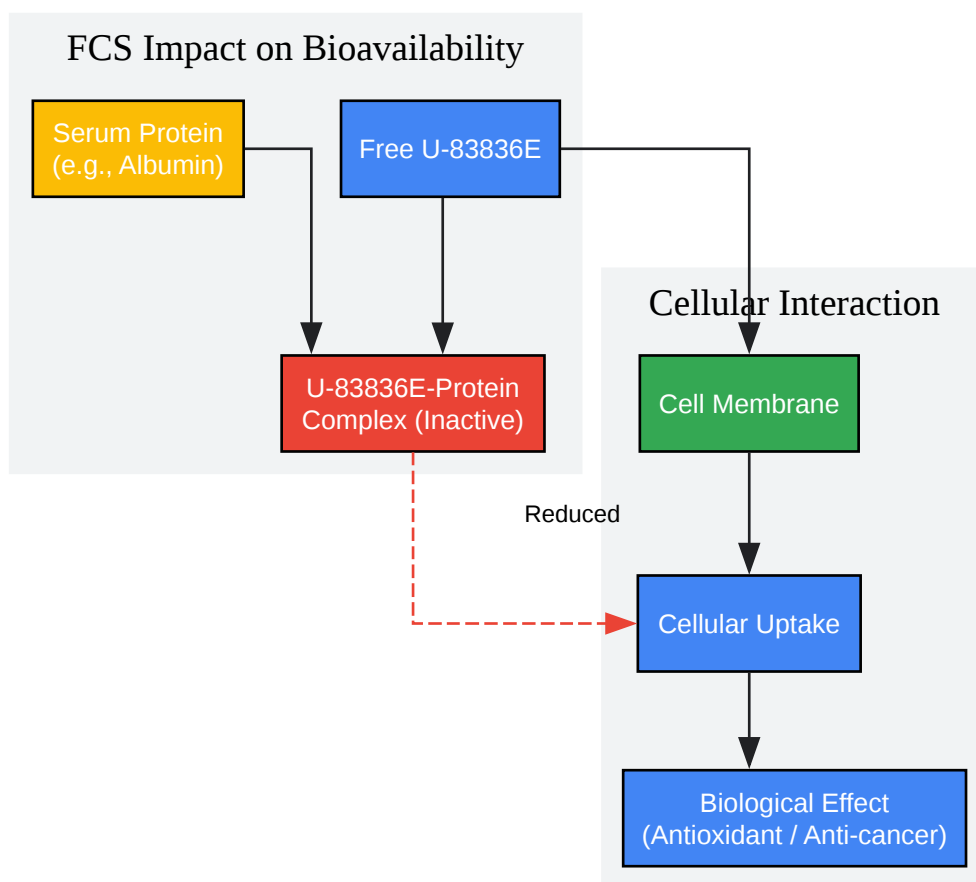 FCS Impact on Bioavailability
Serum Protein
(e.g., Albumin)
Free U-83836E
Cellular Interaction
U-83836E-Protein
Complex (Inactive)
Cell Membrane
Reduced
Cellular Uptake
Biological Effect
(Antioxidant / Anti-cancer)